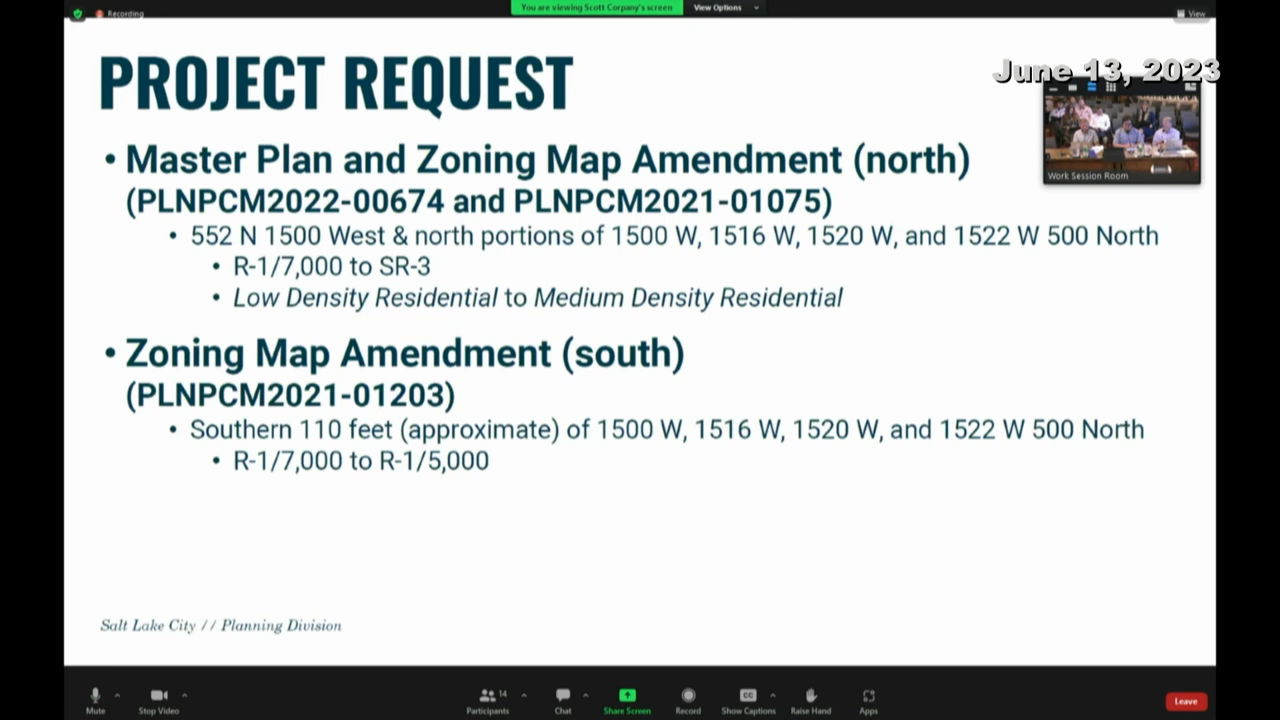 Recording
You are viewing Scott Corpany's screen
View Options
View
June 13, 2023
PROJECT REQUEST
Work Session Room
• Master Plan and Zoning Map Amendment (north)
(PLNPCM2022-00674 and PLNPCM2021-01075)
• 552 N 1500 West & north portions of 1500 W, 1516 W, 1520 W, and 1522 W 500 North
• R-1/7,000 to SR-3
• Low Density Residential to Medium Density Residential
• Zoning Map Amendment (south)
(PLNPCM2021-01203)
• Southern 110 feet (approximate) of 1500 W, 1516 W, 1520 W, and 1522 W 500 North
• R-1/7,000 to R-1/5,000
Salt Lake City // Planning Division
Mute
Stop Video
Participants 14
Chat
Share Screen
Record
CC Show Captions
Raise Hand
Apps
Leave